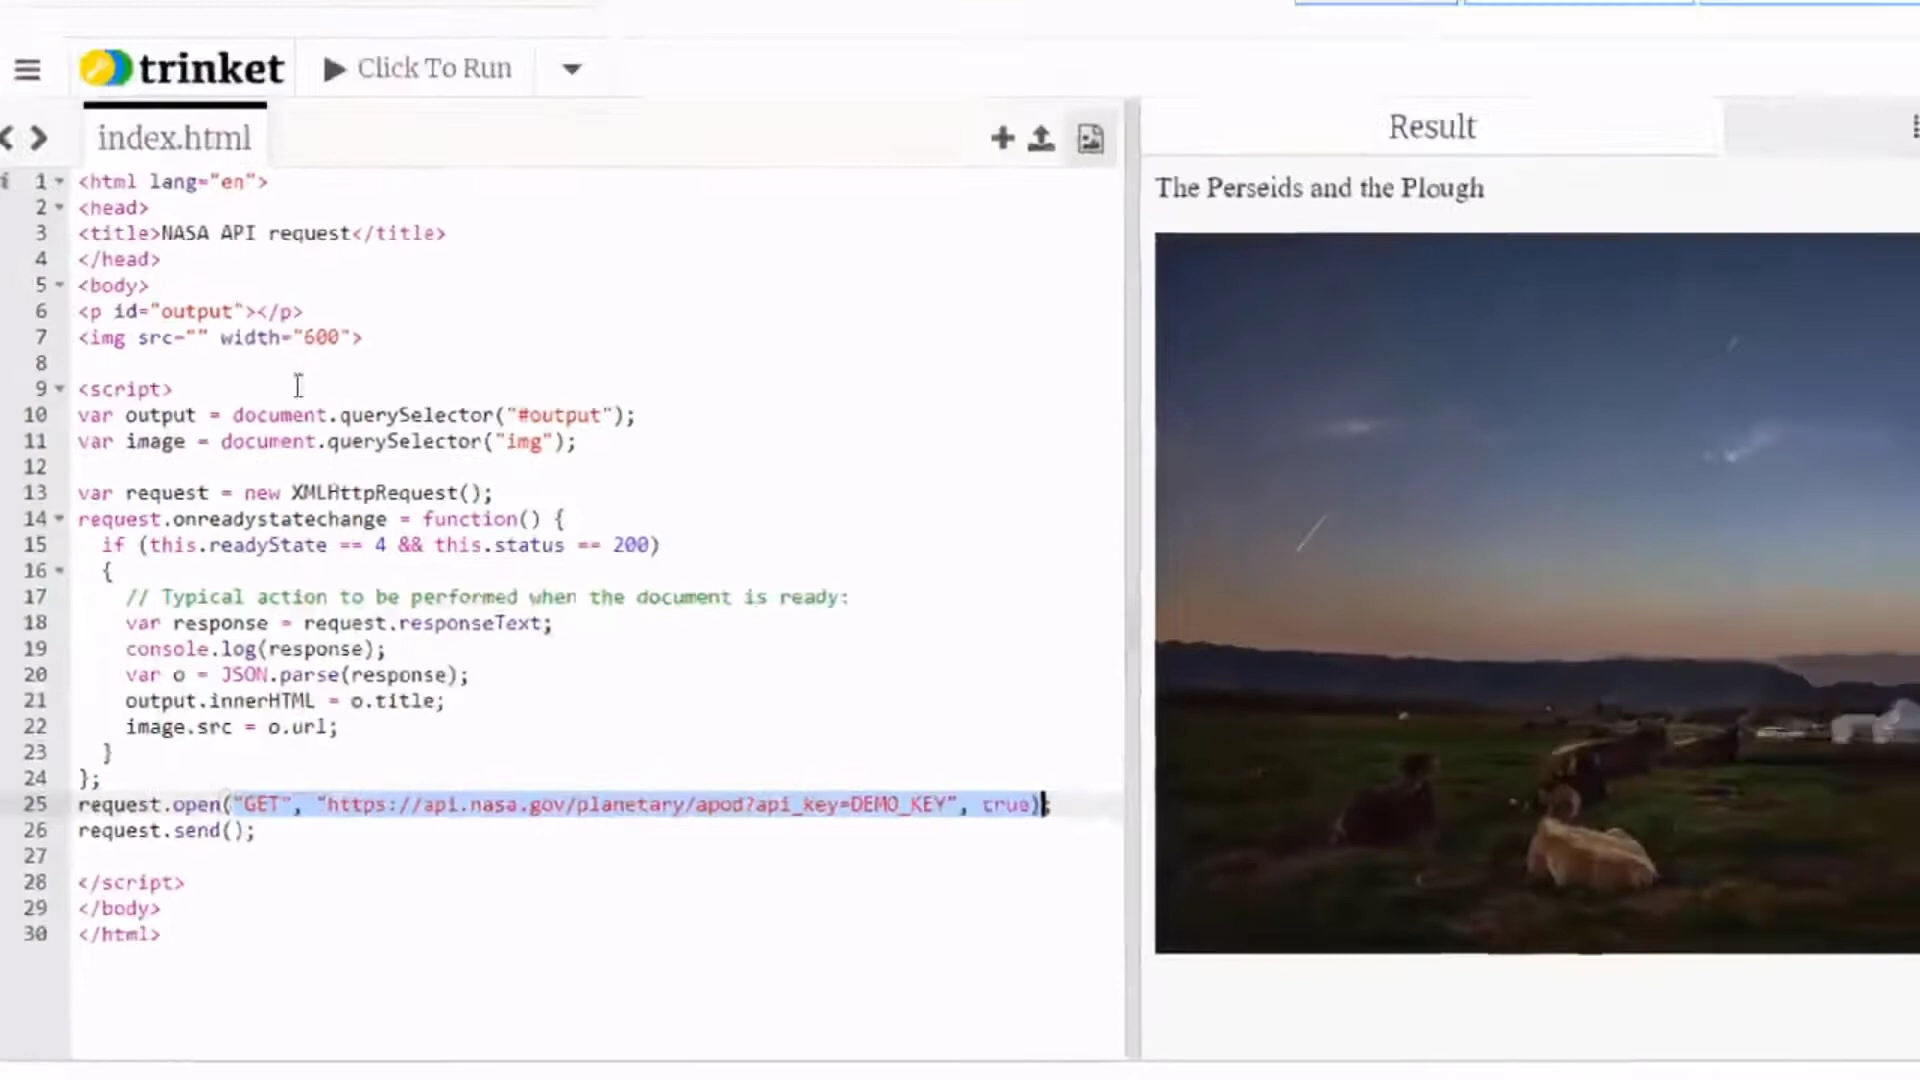 trinket
Click To Run
index.html
Result
The Perseids and the Plough
1 <html lang="en">
2 <head>
3 <title>NASA API request</title>
4 </head>
5 <body>
6 <p id="output"></p>
7 <img src="" width="600">
8
9 <script>
10 var output = document.querySelector("#output");
11 var image = document.querySelector("img");
12
13 var request = new XMLHttpRequest();
14 request.onreadystatechange = function() {
15 if (this.readyState == 4 && this.status == 200)
16 {
17 // Typical action to be performed when the document is ready:
18 var response = request.responseText;
19 console.log(response);
20 var o = JSON.parse(response);
21 output.innerHTML = o.title;
22 image.src = o.url;
23 }
24 };
25 request.open("GET", "https://api.nasa.gov/planetary/apod?api_key=DEMO_KEY", true);
26 request.send();
27
28 </script>
29 </body>
30 </html>